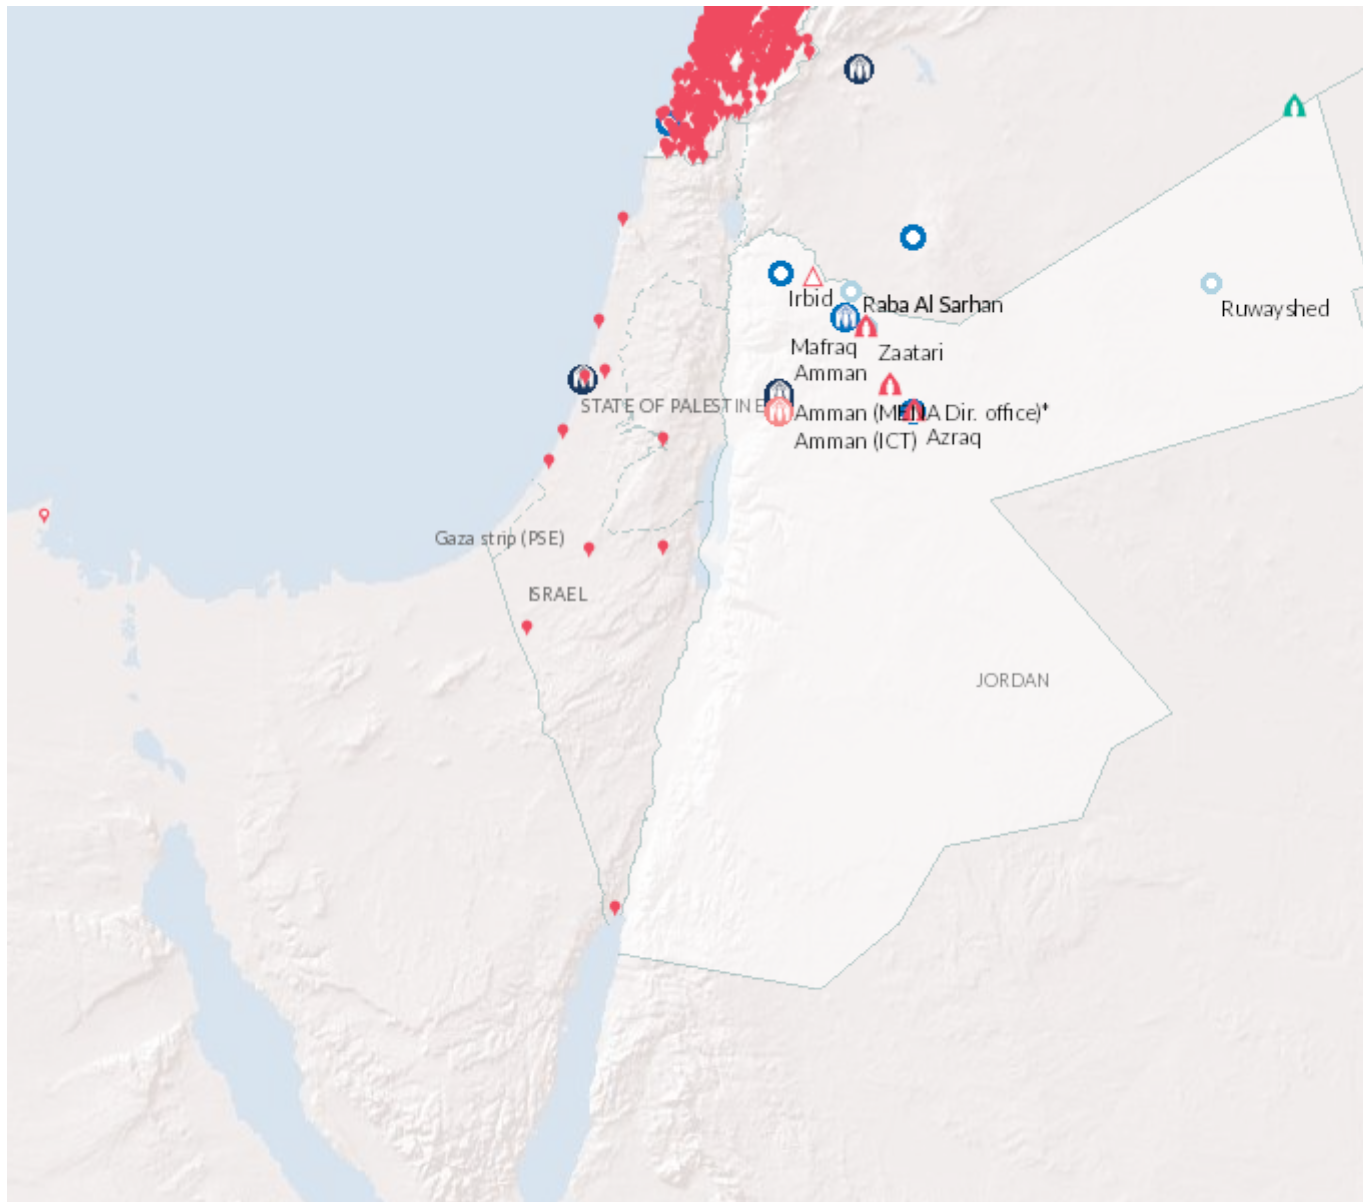 Irbid
Raba Al Sarhan
Ruwayshed
Mafraq
Zaatari
Amman
STATE OF PALESTINE
Amman (MENA Dir. office)*
Amman (ICT)
Azraq
Gaza strip (PSE)
ISRAEL
JORDAN